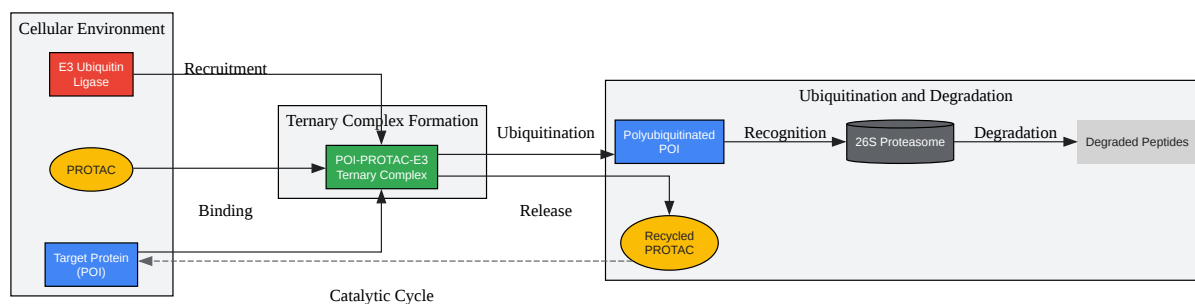 Cellular Environment
E3 Ubiquitin
Ligase
Recruitment
PROTAC
Binding
Target Protein
(POI)
Ternary Complex Formation
POI-PROTAC-E3
Ternary Complex
Ubiquitination
Release
Catalytic Cycle
Ubiquitination and Degradation
Polyubiquitinated
POI
Recognition
26S Proteasome
Degradation
Degraded Peptides
Recycled
PROTAC